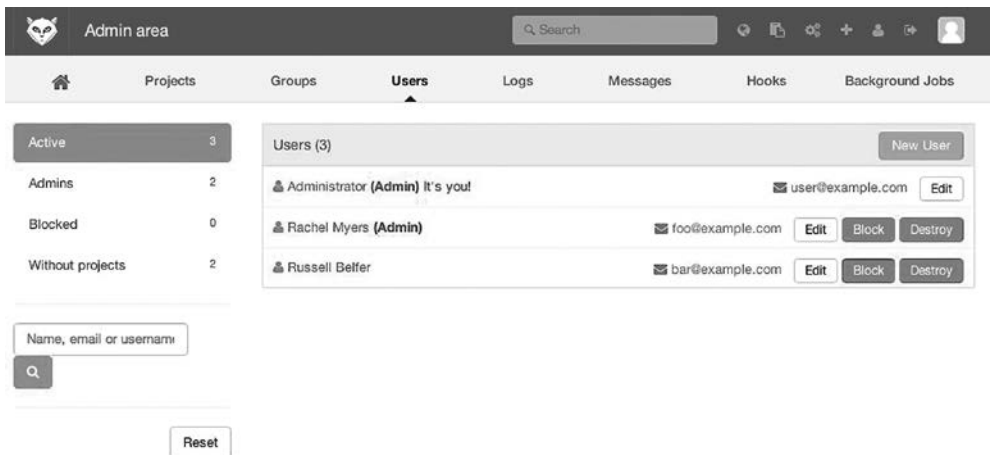 Admin area
Search
Projects Groups Users Logs Messages Hooks Background Jobs
Active 3
Admins 2
Blocked 0
Without projects 2
Name, email or usernam
Reset
Users (3) New User
Administrator (Admin) It's you! user@example.com Edit
Rachel Myers (Admin) foo@example.com Edit Block Destroy
Russell Belfer bar@example.com Edit Block Destroy